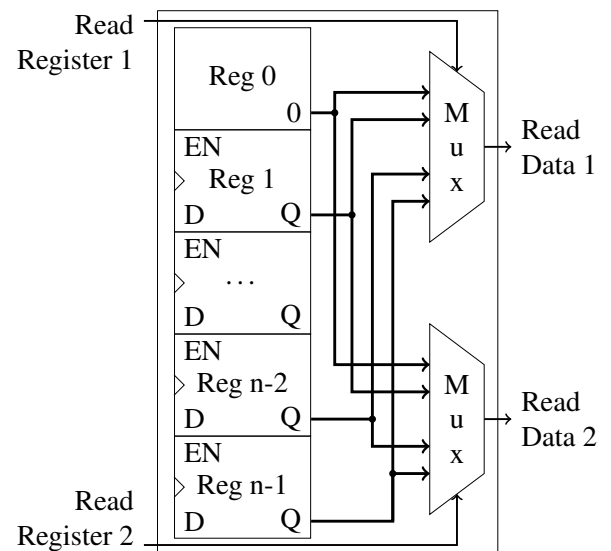 Read
Register 1
Reg 0
0
EN
Reg 1
D Q
EN
...
D Q
EN
Reg n-2
D Q
EN
Reg n-1
D Q
Read
Register 2
M
u
x
Read
Data 1
M
u
x
Read
Data 2